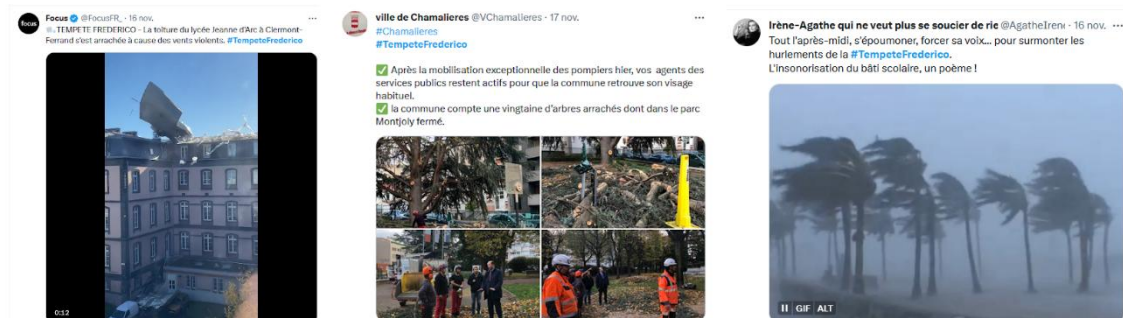 focus
Focus @FocusFR_ · 16 nov.
TEMPETE FREDERICO - La toiture du lycée Jeanne d'Arc à Clermont-
Ferrand s'est arrachée à cause des vents violents. #TempeteFrederico
0:12
ville de Chamalieres @VChamalieres · 17 nov.
#Chamalieres
#TempeteFrederico
✅ Après la mobilisation exceptionnelle des pompiers hier, vos agents des
services publics restent actifs pour que la commune retrouve son visage
habituel.
✅ la commune compte une vingtaine d'arbres arrachés dont dans le parc
Montjoly fermé.
Irène-Agathe qui ne veut plus se soucier de rie @AgatheIren · 16 nov.
Tout l'après-midi, s'époumoner, forcer sa voix... pour surmonter les
hurlements de la #TempeteFrederico.
L'insonorisation du bâti scolaire, un poème !
GIF ALT